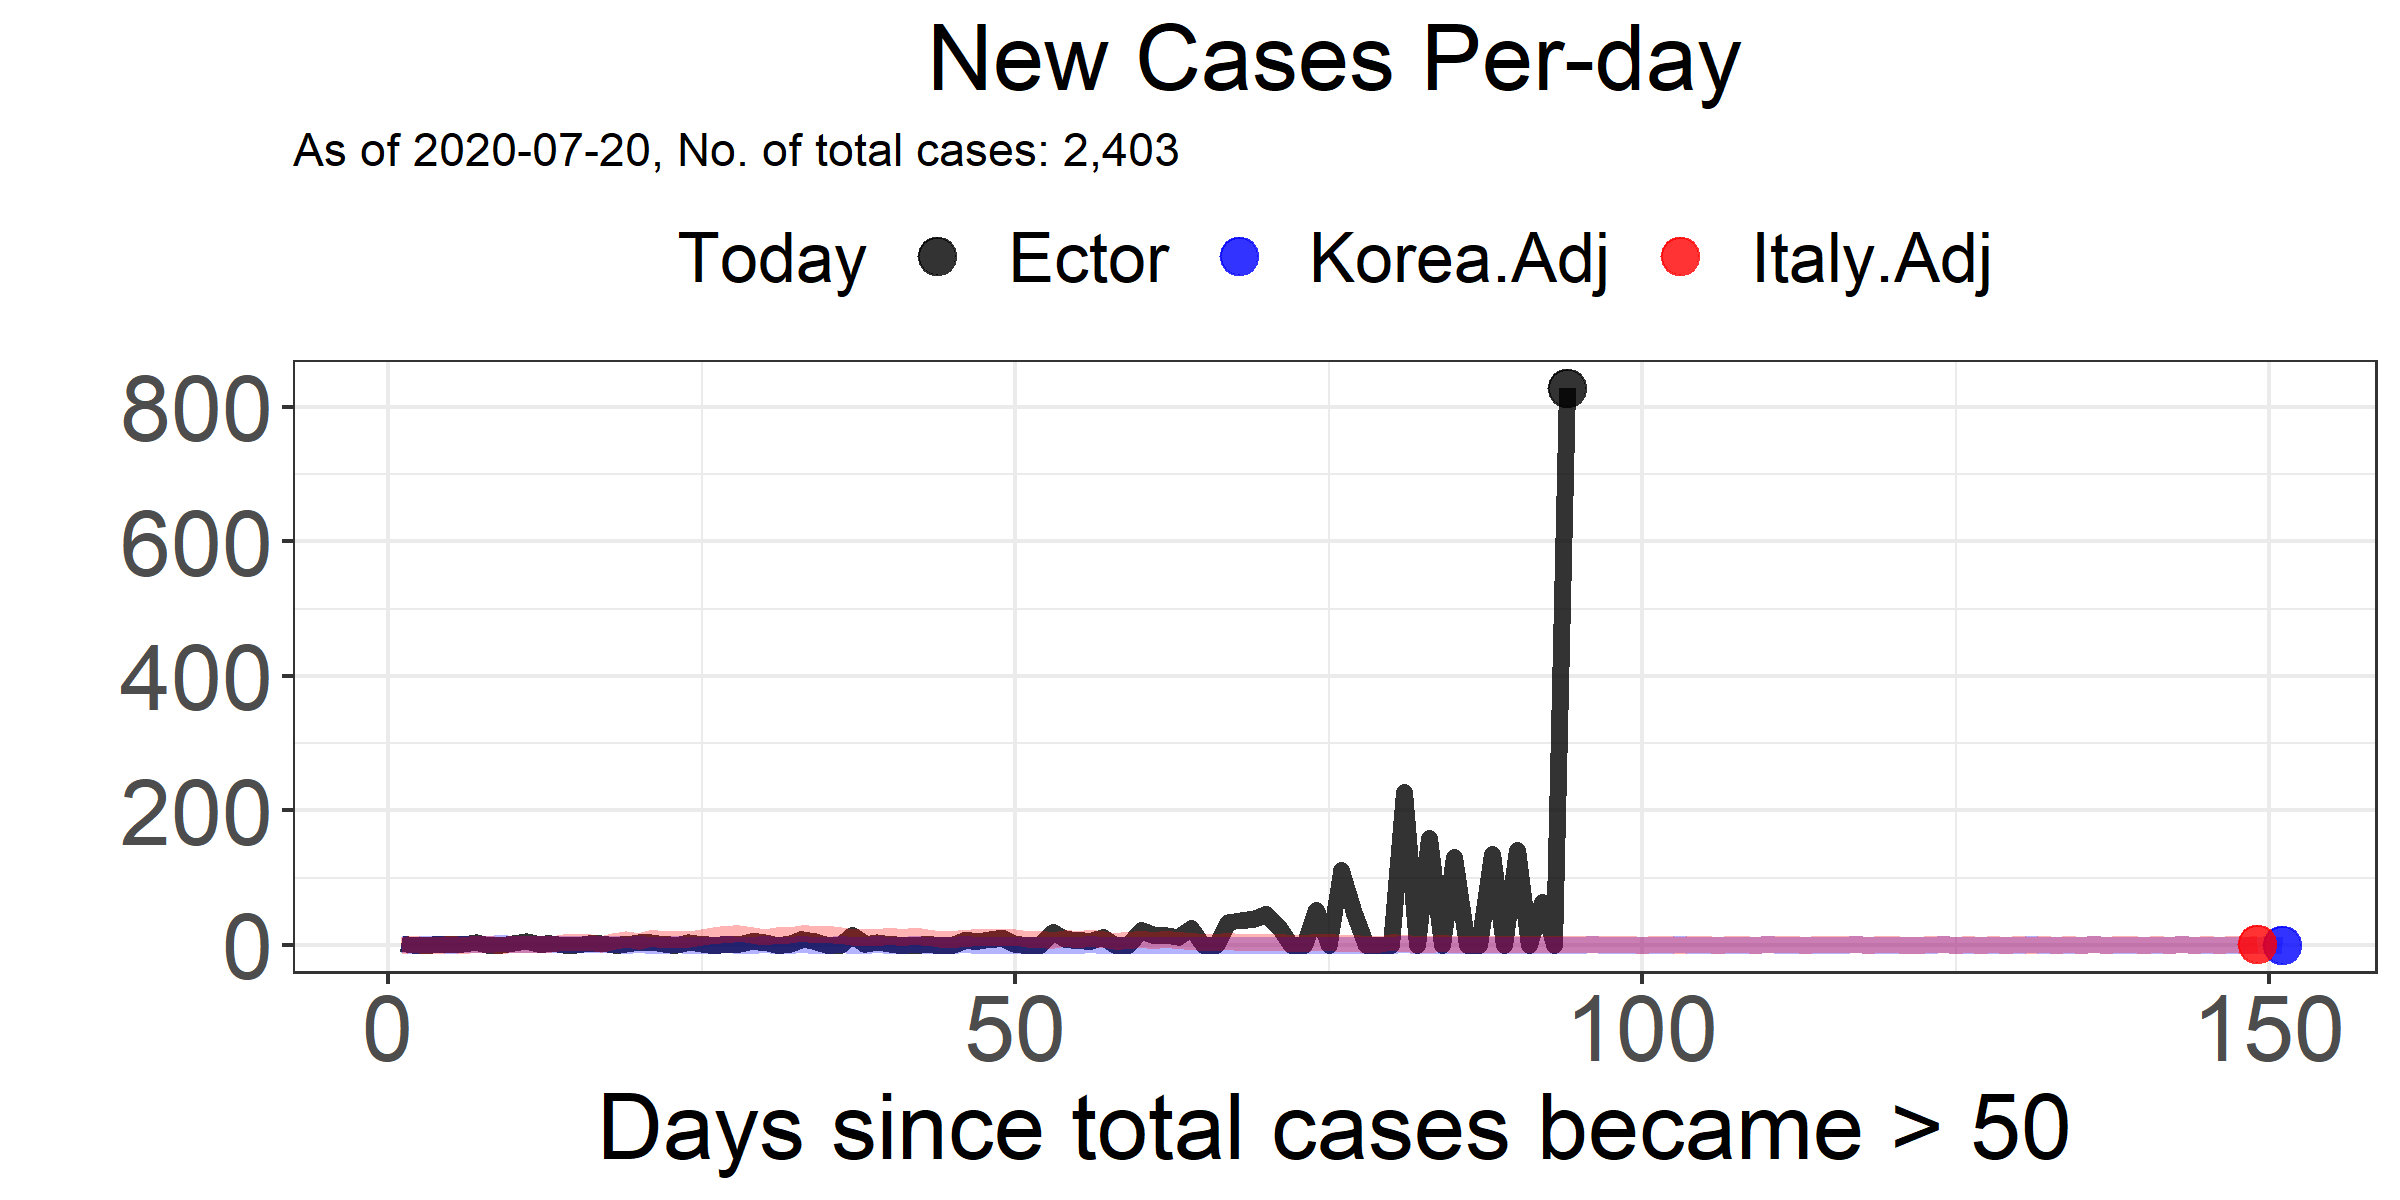 New Cases Per-day
As of 2020-07-20, No. of total cases: 2,403
Today Ector Korea.Adj Italy.Adj
800
600
400
200
0
0 50 100 150
Days since total cases became > 50